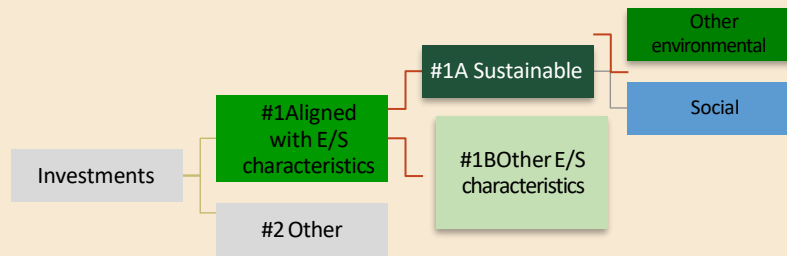 Other
environmental
#1A Sustainable
Social
#1Aligned
with E/S
characteristics
#1BOther E/S
characteristics
Investments
#2 Other